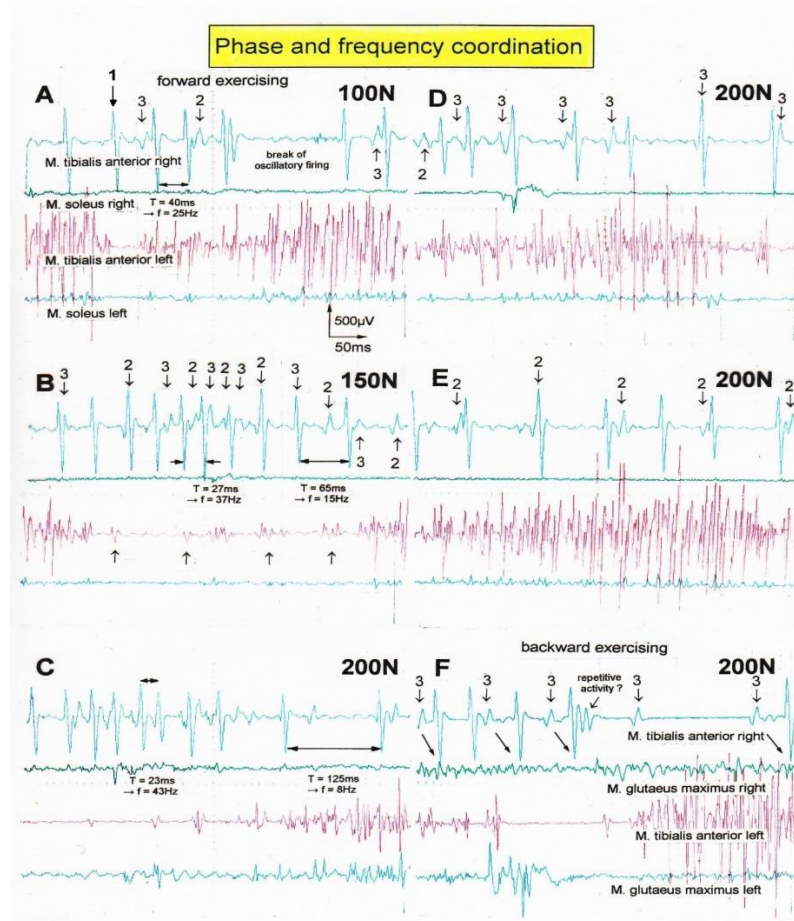 Phase and frequency coordination
A
1
forward exercising
3
2
100N
M. tibialis anterior right
break of
oscillatory firing
3
M. soleus right
T = 40ms
→ f = 25Hz
M. tibialis anterior left
M. soleus left
500µV
50ms
D
3
3
3
3
3
200N
3
2
B
3
2
3
2
3
2
3
2
3
2
150N
3
2
T = 27ms
→ f = 37Hz
T = 65ms
→ f = 15Hz
E
2
2
2
2
200N
2
C
200N
T = 23ms
→ f = 43Hz
T = 125ms
→ f = 8Hz
backward exercising
F
3
3
3
repetitive
activity ?
3
3
200N
M. tibialis anterior right
M. glutaeus maximus right
M. tibialis anterior left
M. glutaeus maximus left